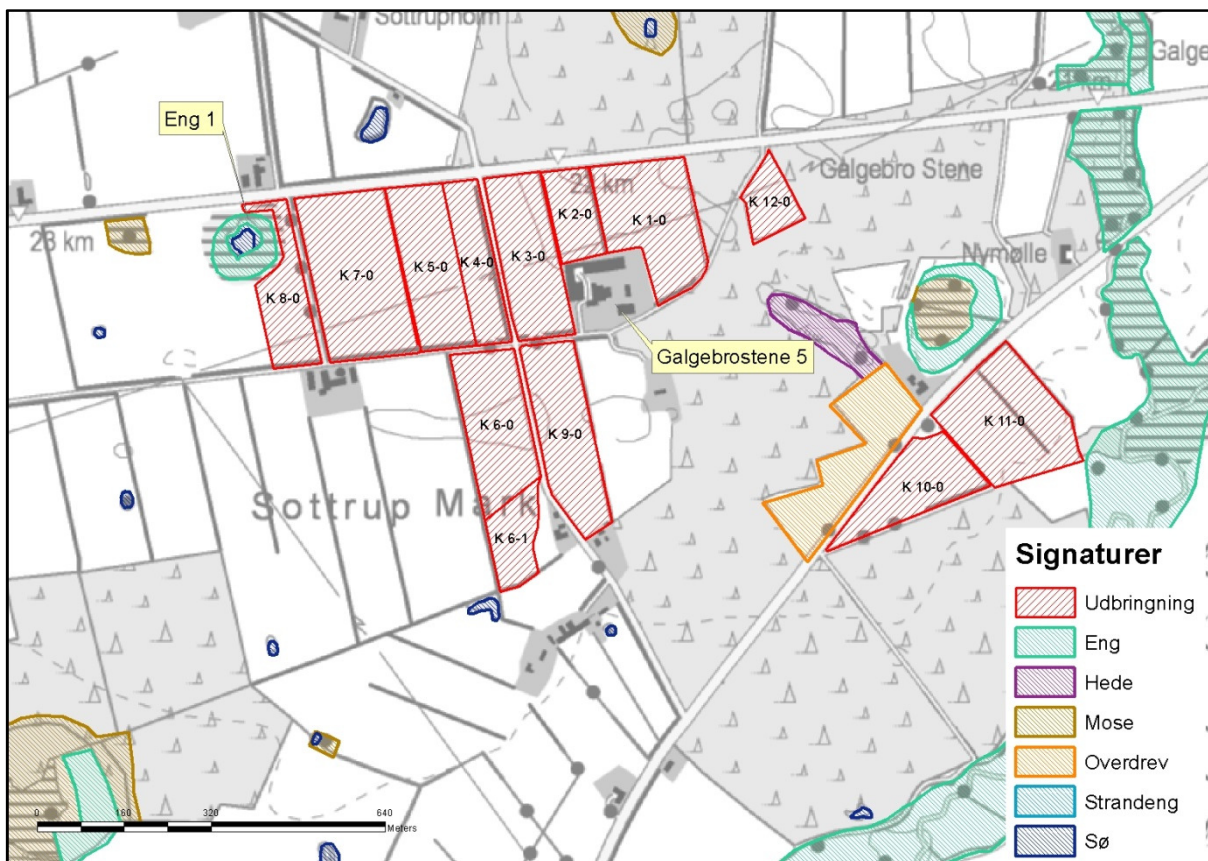 Sottrupholm
Galge
21 km
Eng 1
Galgebro Stene
22 km
K 2-0
K 1-0
K 12-0
23 km
Nymølle
K 3-0
K 4-0
K 5-0
K 7-0
K 8-0
Galgebrostene 5
K 6-0
K 9-0
K 11-0
K 10-0
Sottrup Mark
K 6-1
Signaturer
Udbringning
Eng
Hede
Mose
Overdrev
Strandeng
Sø
0 160 320 640
Meters